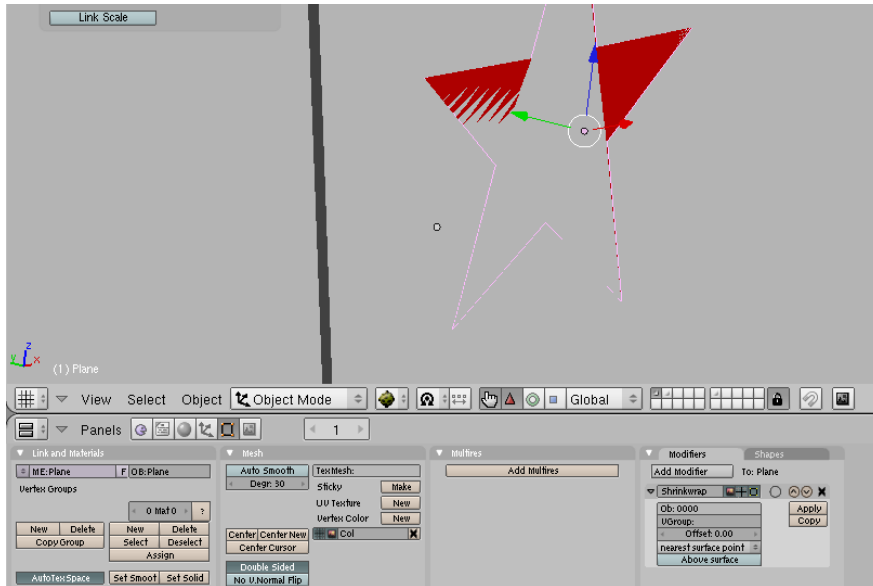 Link Scale
z
y x
(1) Plane
View Select Object Object Mode Global
Panels 1
Link and Materials
ME:Plane F OB:Plane
Vertex Groups
0 Mat 0 ?
New Delete New Delete
Copy Group Select Deselect
Assign
AutoTexSpace Set Smoot Set Solid
Mesh
Auto Smooth TexMesh:
Degr: 30 Sticky Make
UV Texture New
Vertex Color New
Center Center New Col
Center Cursor
Double Sided
No V.Normal Flip
Multires
Add Multires
Modifiers Shapes
Add Modifier To: Plane
Shrinkwrap
Ob: 0000 Apply
VGroup: Copy
Offset: 0.00
nearest surface point
Above surface